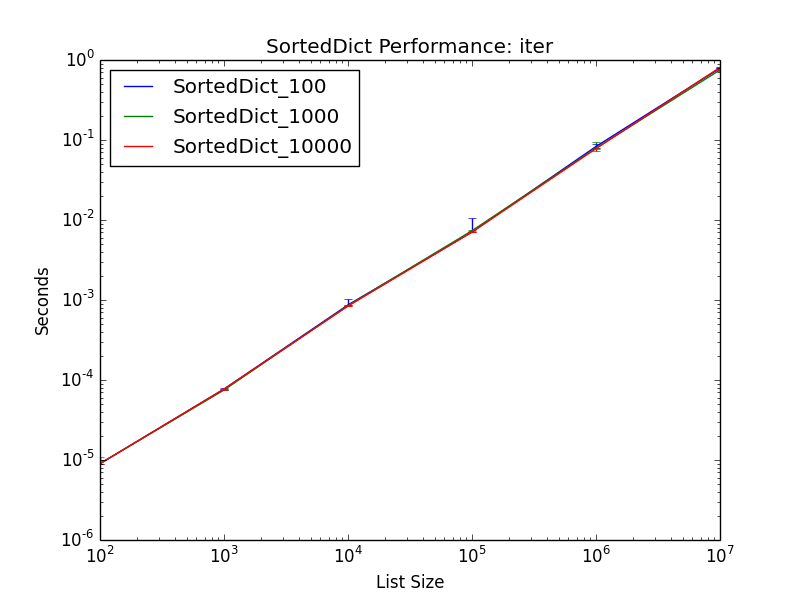 SortedDict Performance: iter
10^0
SortedDict_100
SortedDict_1000
10^-1
SortedDict_10000
10^-2
10^-3
Seconds
10^-4
10^-5
10^-6
10^2 10^3 10^4 10^5 10^6 10^7
List Size